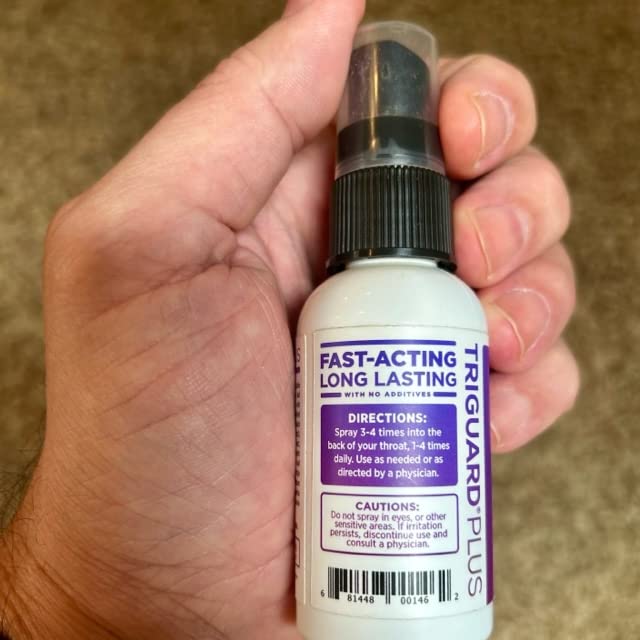 FAST-ACTING
LONG LASTING
WITH NO ADDITIVES
DIRECTIONS:
Spray 3-4 times into the
back of your throat, 1-4 times
daily. Use as needed or as
directed by a physician.
CAUTIONS:
Do not spray in eyes, or other
sensitive areas. If irritation
persists, discontinue use and
consult a physician.
6 81448 00146 2
TRIGUARD® PLUS